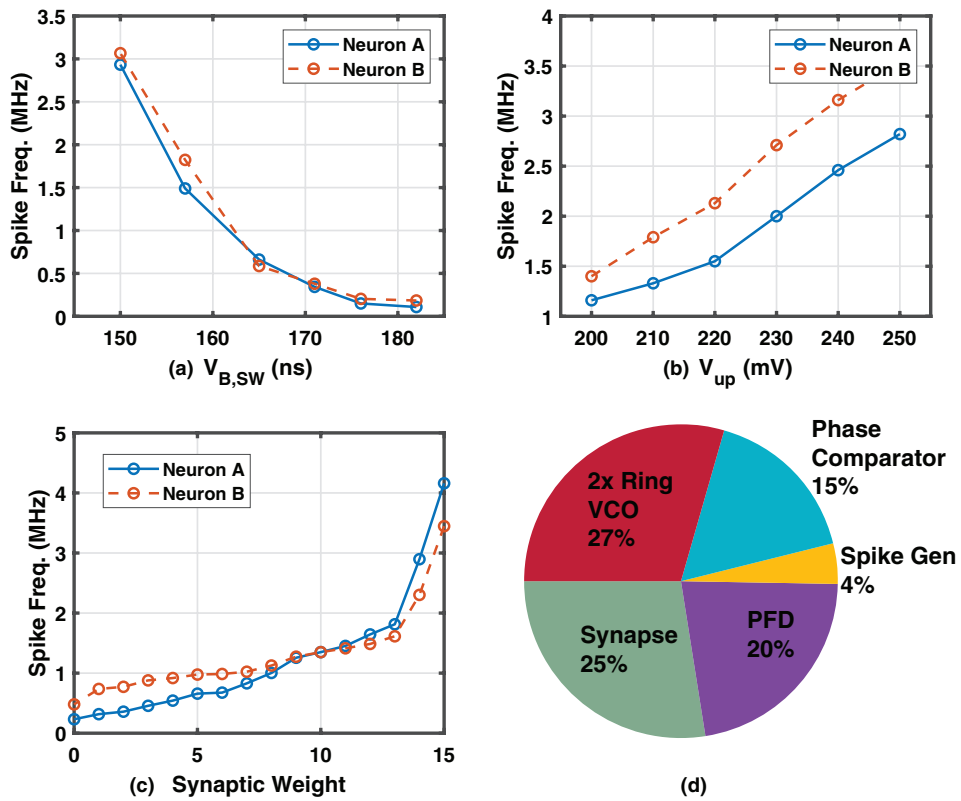 3.5
3
2.5
2
1.5
1
0.5
0
Spike Freq. (MHz)
Neuron A
Neuron B
150
160
170
180
(a) V_B,SW (ns)
4
3.5
3
2.5
2
1.5
1
Spike Freq. (MHz)
Neuron A
Neuron B
200
210
220
230
240
250
(b) V_up (mV)
5
4
3
2
1
0
Spike Freq. (MHz)
Neuron A
Neuron B
0
5
10
15
(c) Synaptic Weight
2x Ring
VCO
27%
Phase
Comparator
15%
Spike Gen
4%
PFD
20%
Synapse
25%
(d)